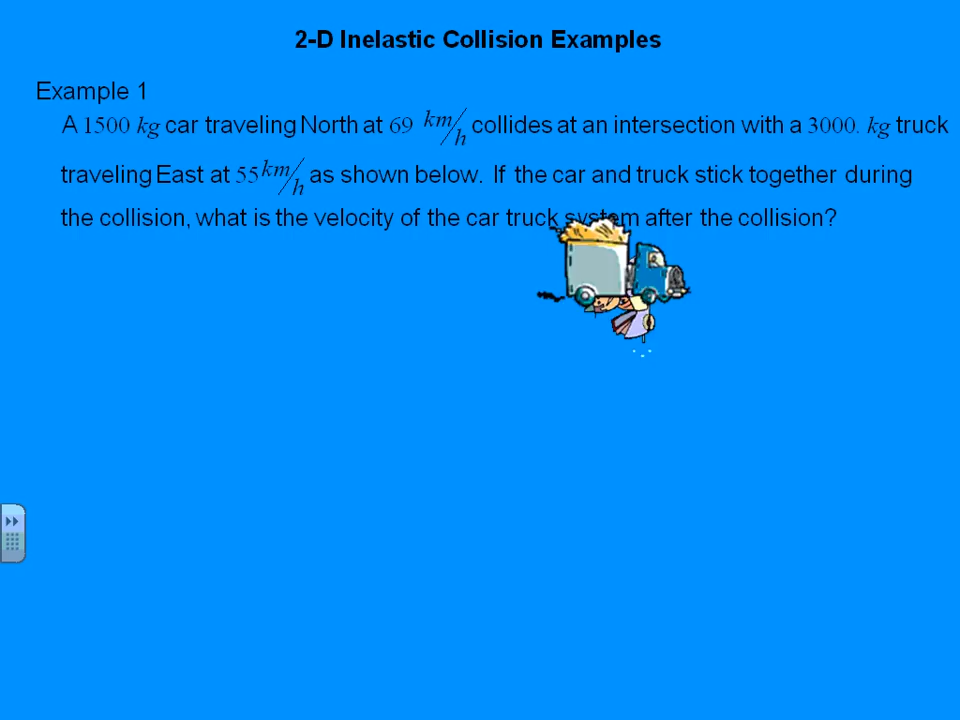 2-D Inelastic Collision Examples
Example 1
A 1500 kg car traveling North at 69 km/h collides at an intersection with a 3000. kg truck
traveling East at 55 km/h as shown below. If the car and truck stick together during
the collision, what is the velocity of the car truck system after the collision?